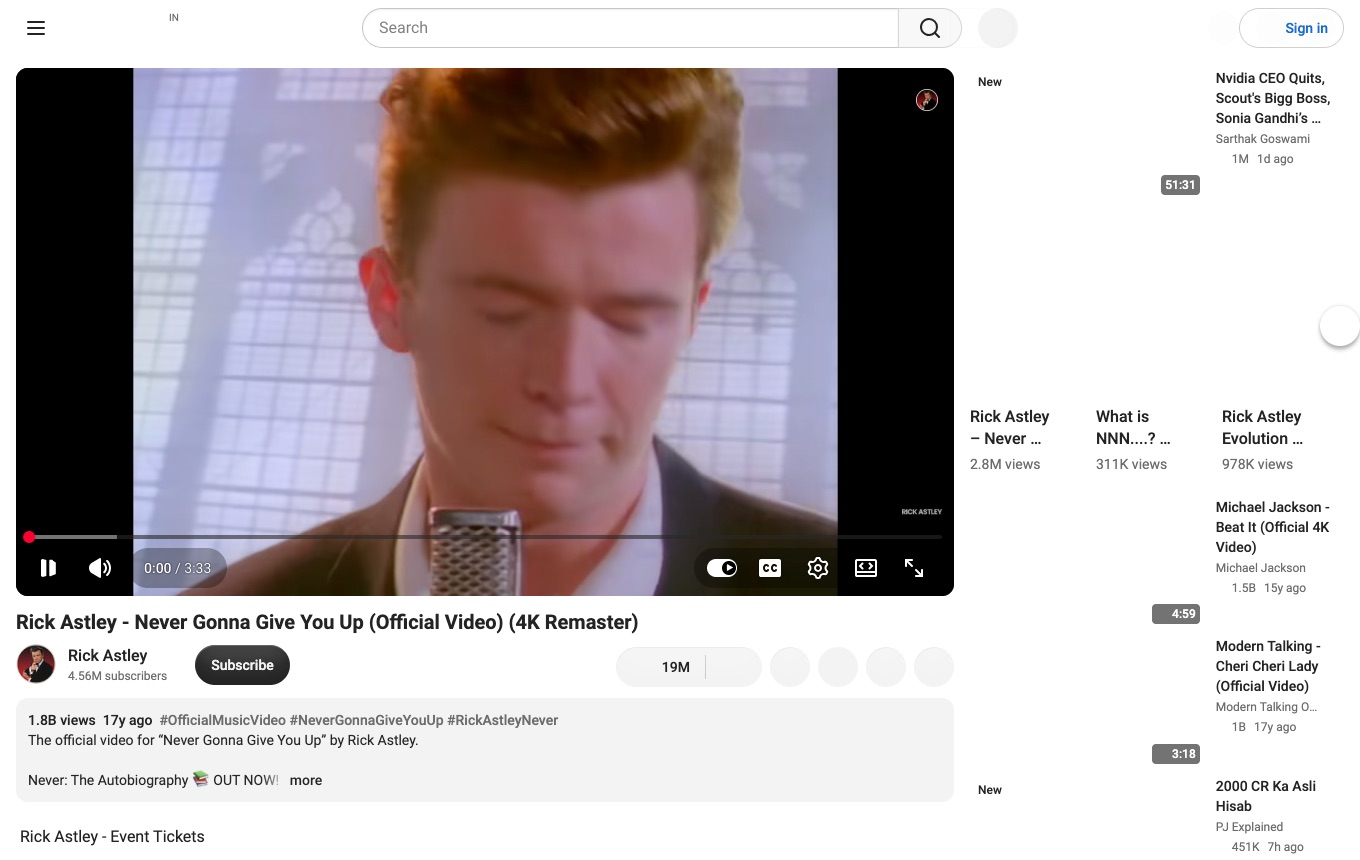 IN
Search
Sign in
RICK ASTLEY
0:00 / 3:33
CC
Rick Astley - Never Gonna Give You Up (Official Video) (4K Remaster)
Rick Astley
4.56M subscribers
Subscribe
19M
1.8B views 17y ago #OfficialMusicVideo #NeverGonnaGiveYouUp #RickAstleyNever
The official video for “Never Gonna Give You Up” by Rick Astley.
Never: The Autobiography 📚 OUT NOW! more
Rick Astley - Event Tickets
New
51:31
Nvidia CEO Quits,
Scout's Bigg Boss,
Sonia Gandhi’s ...
Sarthak Goswami
1M 1d ago
Rick Astley
– Never ...
2.8M views
What is
NNN....? ...
311K views
Rick Astley
Evolution ...
978K views
4:59
Michael Jackson -
Beat It (Official 4K
Video)
Michael Jackson
1.5B 15y ago
3:18
Modern Talking -
Cheri Cheri Lady
(Official Video)
Modern Talking O...
1B 17y ago
New
2000 CR Ka Asli
Hisab
PJ Explained
451K 7h ago